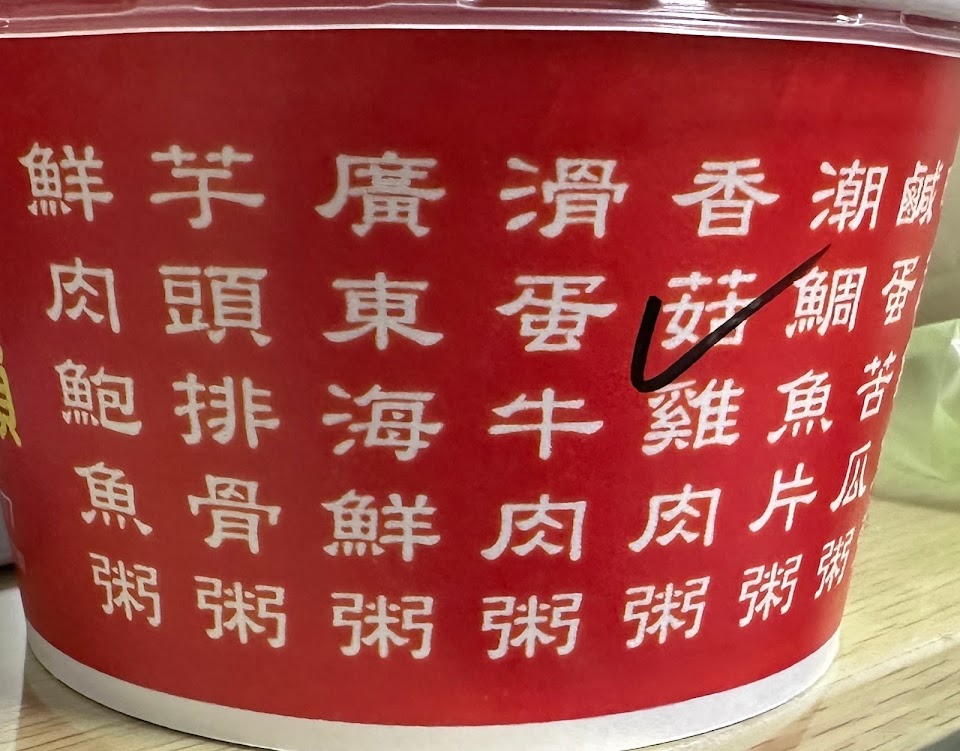 鹹蛋苦瓜粥
潮鯛魚片粥
香菇雞肉粥
滑蛋牛肉粥
廣東海鮮粥
芋頭排骨粥
鮮肉鮑魚粥